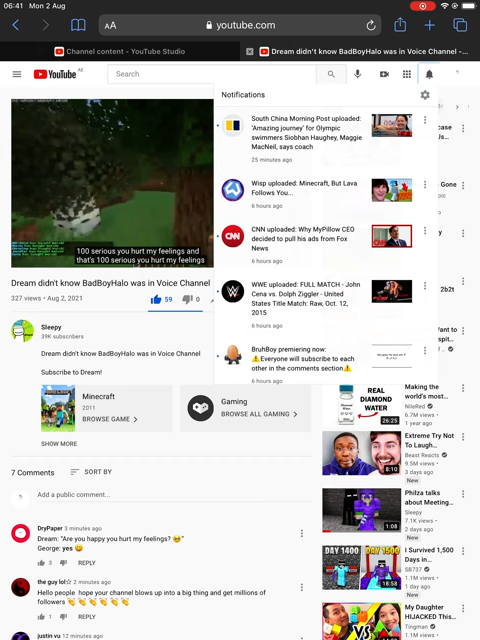 06:41 Mon 2 Aug
AA
youtube.com
Channel content - YouTube Studio
Dream didn't know BadBoyHalo was in Voice Channel -...
YouTube AE
Search
Notifications
South China Morning Post uploaded:
'Amazing journey' for Olympic
swimmers Siobhan Haughey, Maggie
MacNeil, says coach
25 minutes ago
Wisp uploaded: Minecraft, But Lava
Follows You...
6 hours ago
CNN uploaded: Why MyPillow CEO
decided to pull his ads from Fox
News
6 hours ago
WWE uploaded: FULL MATCH - John
Cena vs. Dolph Ziggler - United
States Title Match: Raw, Oct. 12,
2015
6 hours ago
BruhBoy premiering now:
⚠️Everyone will subscribe to each
other in the comments section⚠️
6 hours ago
100 serious you hurt my feelings and
that's 100 serious you hurt my feelings
Dream didn't know BadBoyHalo was in Voice Channel
327 views • Aug 2, 2021
59
0
Sleepy
39K subscribers
Dream didn't know BadBoyHalo was in Voice Channel
Subscribe to Dream!
Minecraft
2011
BROWSE GAME
Gaming
BROWSE ALL GAMING
SHOW MORE
7 Comments
SORT BY
Add a public comment...
DryPaper 3 minutes ago
Dream: "Are you happy you hurt my feelings? 🥺"
George: yes 😄
3
REPLY
the guy lol☆ 2 minutes ago
Hello people hope your channel blows up into a big thing and get millions of
followers 👏👏👏👏👏👏
1
REPLY
justin vu 12 minutes ago
case
Gone
2b2t
REAL
DIAMOND
WATER
26:25
Making the
world's most...
NileRed
6.7M views •
1 year ago
8:10
Extreme Try Not
To Laugh...
Beast Reacts
9.5M views •
3 days ago
New
1:08
Philza talks
about Meeting...
Sleepy
7.1K views •
2 days ago
New
DAY 1400
DAY 1500
18:58
I Survived 1,500
Days in...
SB737
1.1M views •
1 day ago
New
VS
My Daughter
HIJACKED This...
Tingman
1.1M views •